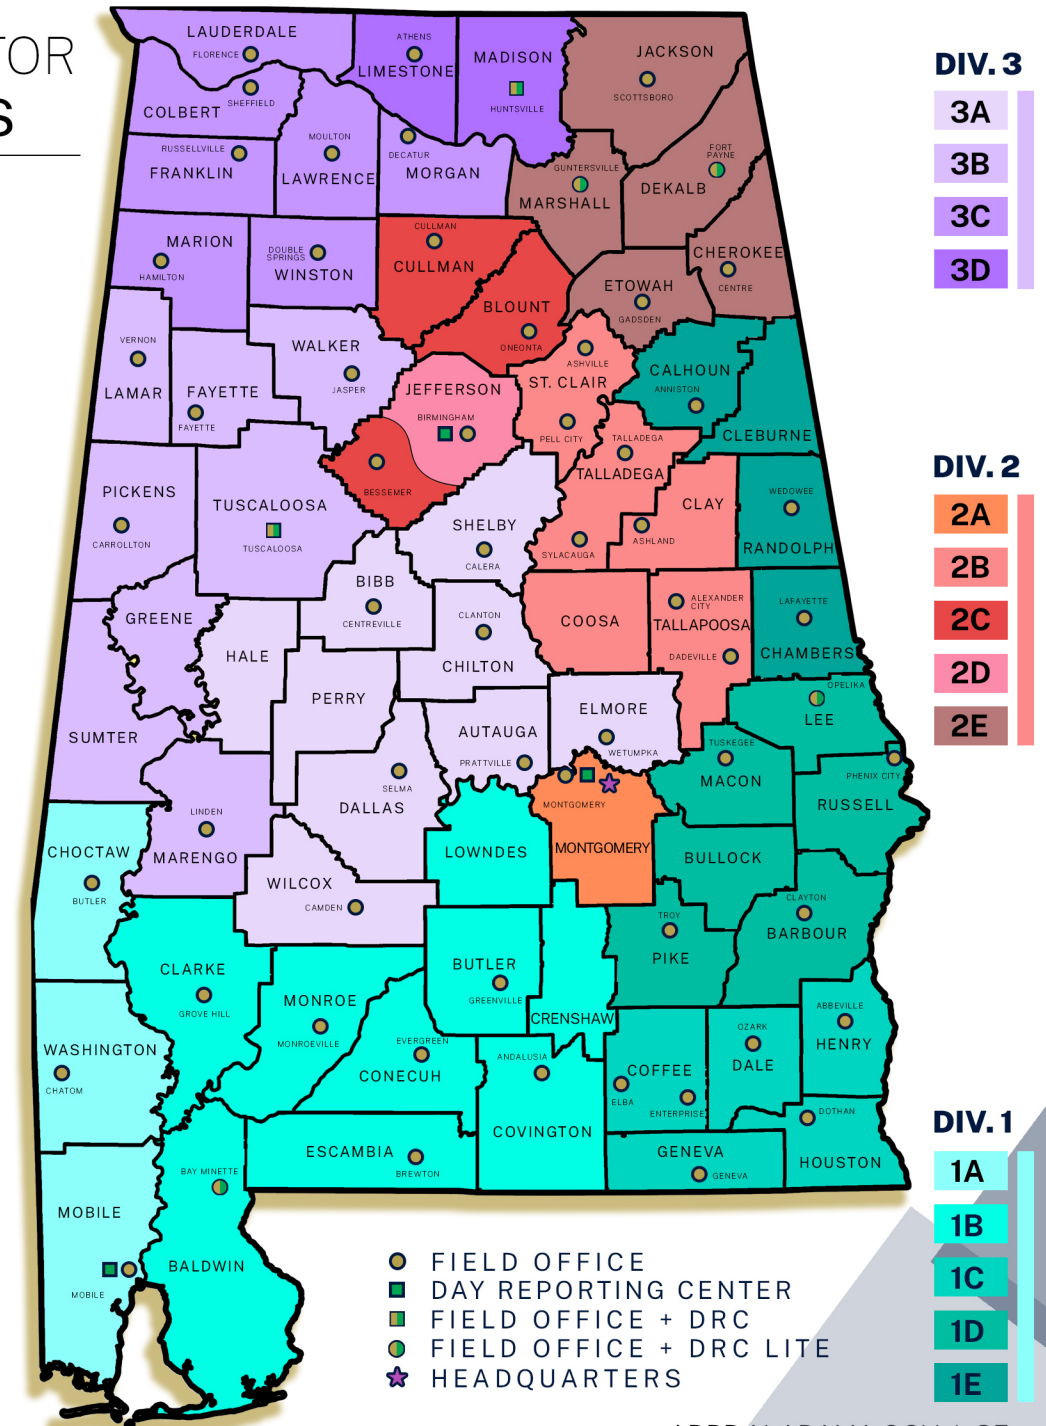 TOR
S
LAUDERDALE
FLORENCE
ATHENS
LIMESTONE
MADISON
HUNTSVILLE
JACKSON
SCOTTSBORO
SHEFFIELD
COLBERT
RUSSELLVILLE
FRANKLIN
MOULTON
LAWRENCE
DECATUR
MORGAN
GUNTERSVILLE
MARSHALL
FORT
PAYNE
DEKALB
MARION
HAMILTON
DOUBLE
SPRINGS
WINSTON
CULLMAN
CULLMAN
BLOUNT
ONEONTA
ETOWAH
GADSDEN
CHEROKEE
CENTRE
VERNON
LAMAR
FAYETTE
FAYETTE
WALKER
JASPER
JEFFERSON
BIRMINGHAM
BESSEMER
ASHVILLE
ST. CLAIR
PELL CITY
CALHOUN
ANNISTON
CLEBURNE
TALLADEGA
TALLADEGA
SYLACAUGA
CLAY
ASHLAND
WEDOWEE
RANDOLPH
PICKENS
CARROLLTON
TUSCALOOSA
TUSCALOOSA
SHELBY
CALERA
BIBB
CENTREVILLE
GREENE
HALE
CLANTON
CHILTON
COOSA
ALEXANDER
CITY
TALLAPOOSA
DADEVILLE
LAFAYETTE
CHAMBERS
SUMTER
PERRY
AUTAUGA
PRATTVILLE
ELMORE
WETUMPKA
OPELIKA
LEE
TUSKEGEE
MACON
PHENIX CITY
RUSSELL
SELMA
DALLAS
LINDEN
MARENGO
MONTGOMERY
MONTGOMERY
LOWNDES
BULLOCK
CHOCTAW
BUTLER
WILCOX
CAMDEN
TROY
PIKE
CLAYTON
BARBOUR
CLARKE
GROVE HILL
MONROE
MONROEVILLE
BUTLER
GREENVILLE
CRENSHAW
ABBEVILLE
HENRY
WASHINGTON
CHATOM
EVERGREEN
CONECUH
ANDALUSIA
COVINGTON
COFFEE
ELBA
ENTERPRISE
OZARK
DALE
DOTHAN
HOUSTON
ESCAMBIA
BREWTON
GENEVA
GENEVA
MOBILE
MOBILE
BAY MINETTE
BALDWIN
DIV. 3
3A
3B
3C
3D
DIV. 2
2A
2B
2C
2D
2E
DIV. 1
1A
1B
1C
1D
1E
FIELD OFFICE
DAY REPORTING CENTER
FIELD OFFICE + DRC
FIELD OFFICE + DRC LITE
HEADQUARTERS